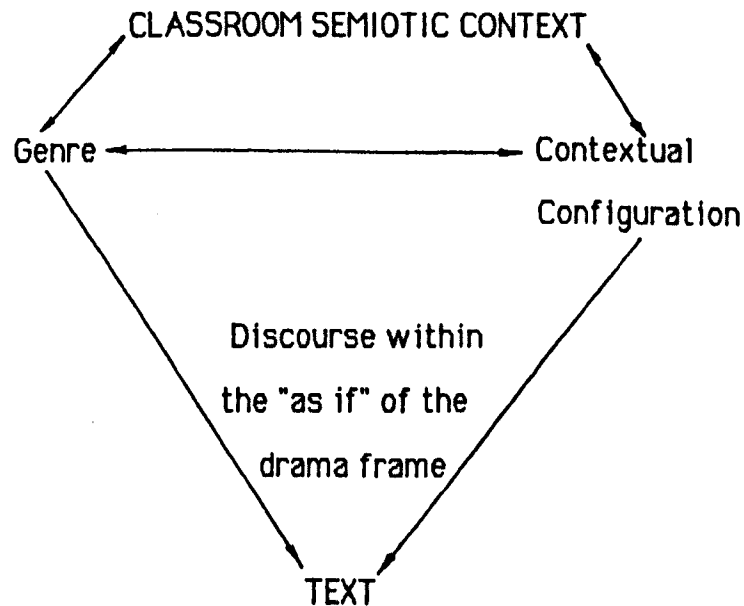 CLASSROOM SEMIOTIC CONTEXT
Genre
Contextual
Configuration
Discourse within
the "as if" of the
drama frame
TEXT